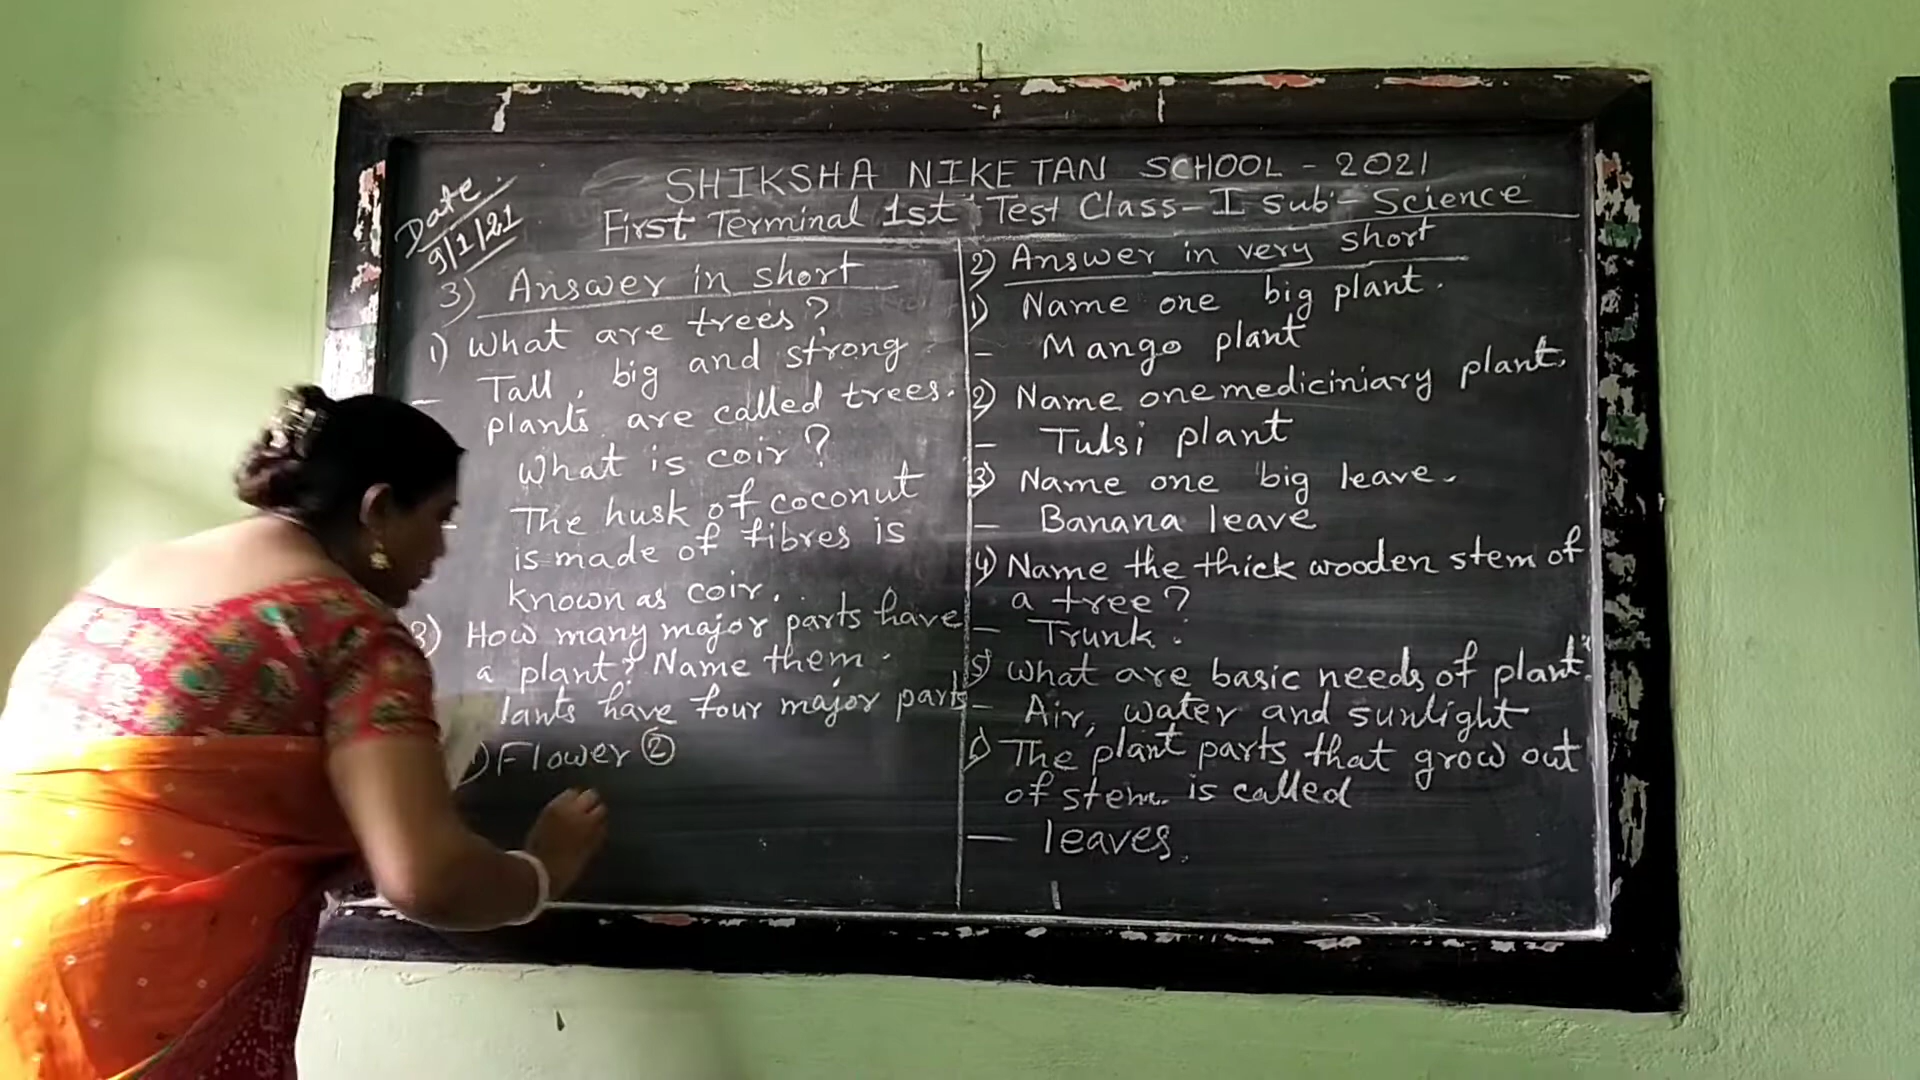 SHIKSHA NIKETAN SCHOOL - 2021
First Terminal 1st Test Class-I Sub - Science
Date.
9/1/21
3) Answer in short
1) What are trees?
- Tall, big and strong
plants are called trees.
What is coir?
- The husk of coconut
is made of fibres is
known as coir.
3) How many major parts have
a plant? Name them.
lants have four major parts
1) Flower ②
2) Answer in very short
1) Name one big plant.
- Mango plant
2) Name one mediciniary plant.
- Tulsi plant
3) Name one big leave.
- Banana leave
4) Name the thick wooden stem of
a tree?
- Trunk.
5) What are basic needs of plant?
- Air, water and sunlight
6) The plant parts that grow out
of stem is called
- leaves.